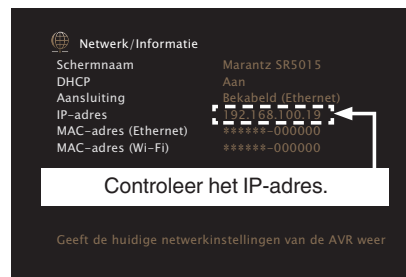 Netwerk/Informatie
Schermnaam Marantz SR5015
DHCP Aan
Aansluiting Bekabeld (Ethernet)
IP-adres 192.168.100.19
MAC-adres (Ethernet) ******-000000
MAC-adres (Wi-Fi) ******-000000
Controleer het IP-adres.
Geeft de huidige netwerkinstellingen van de AVR weer